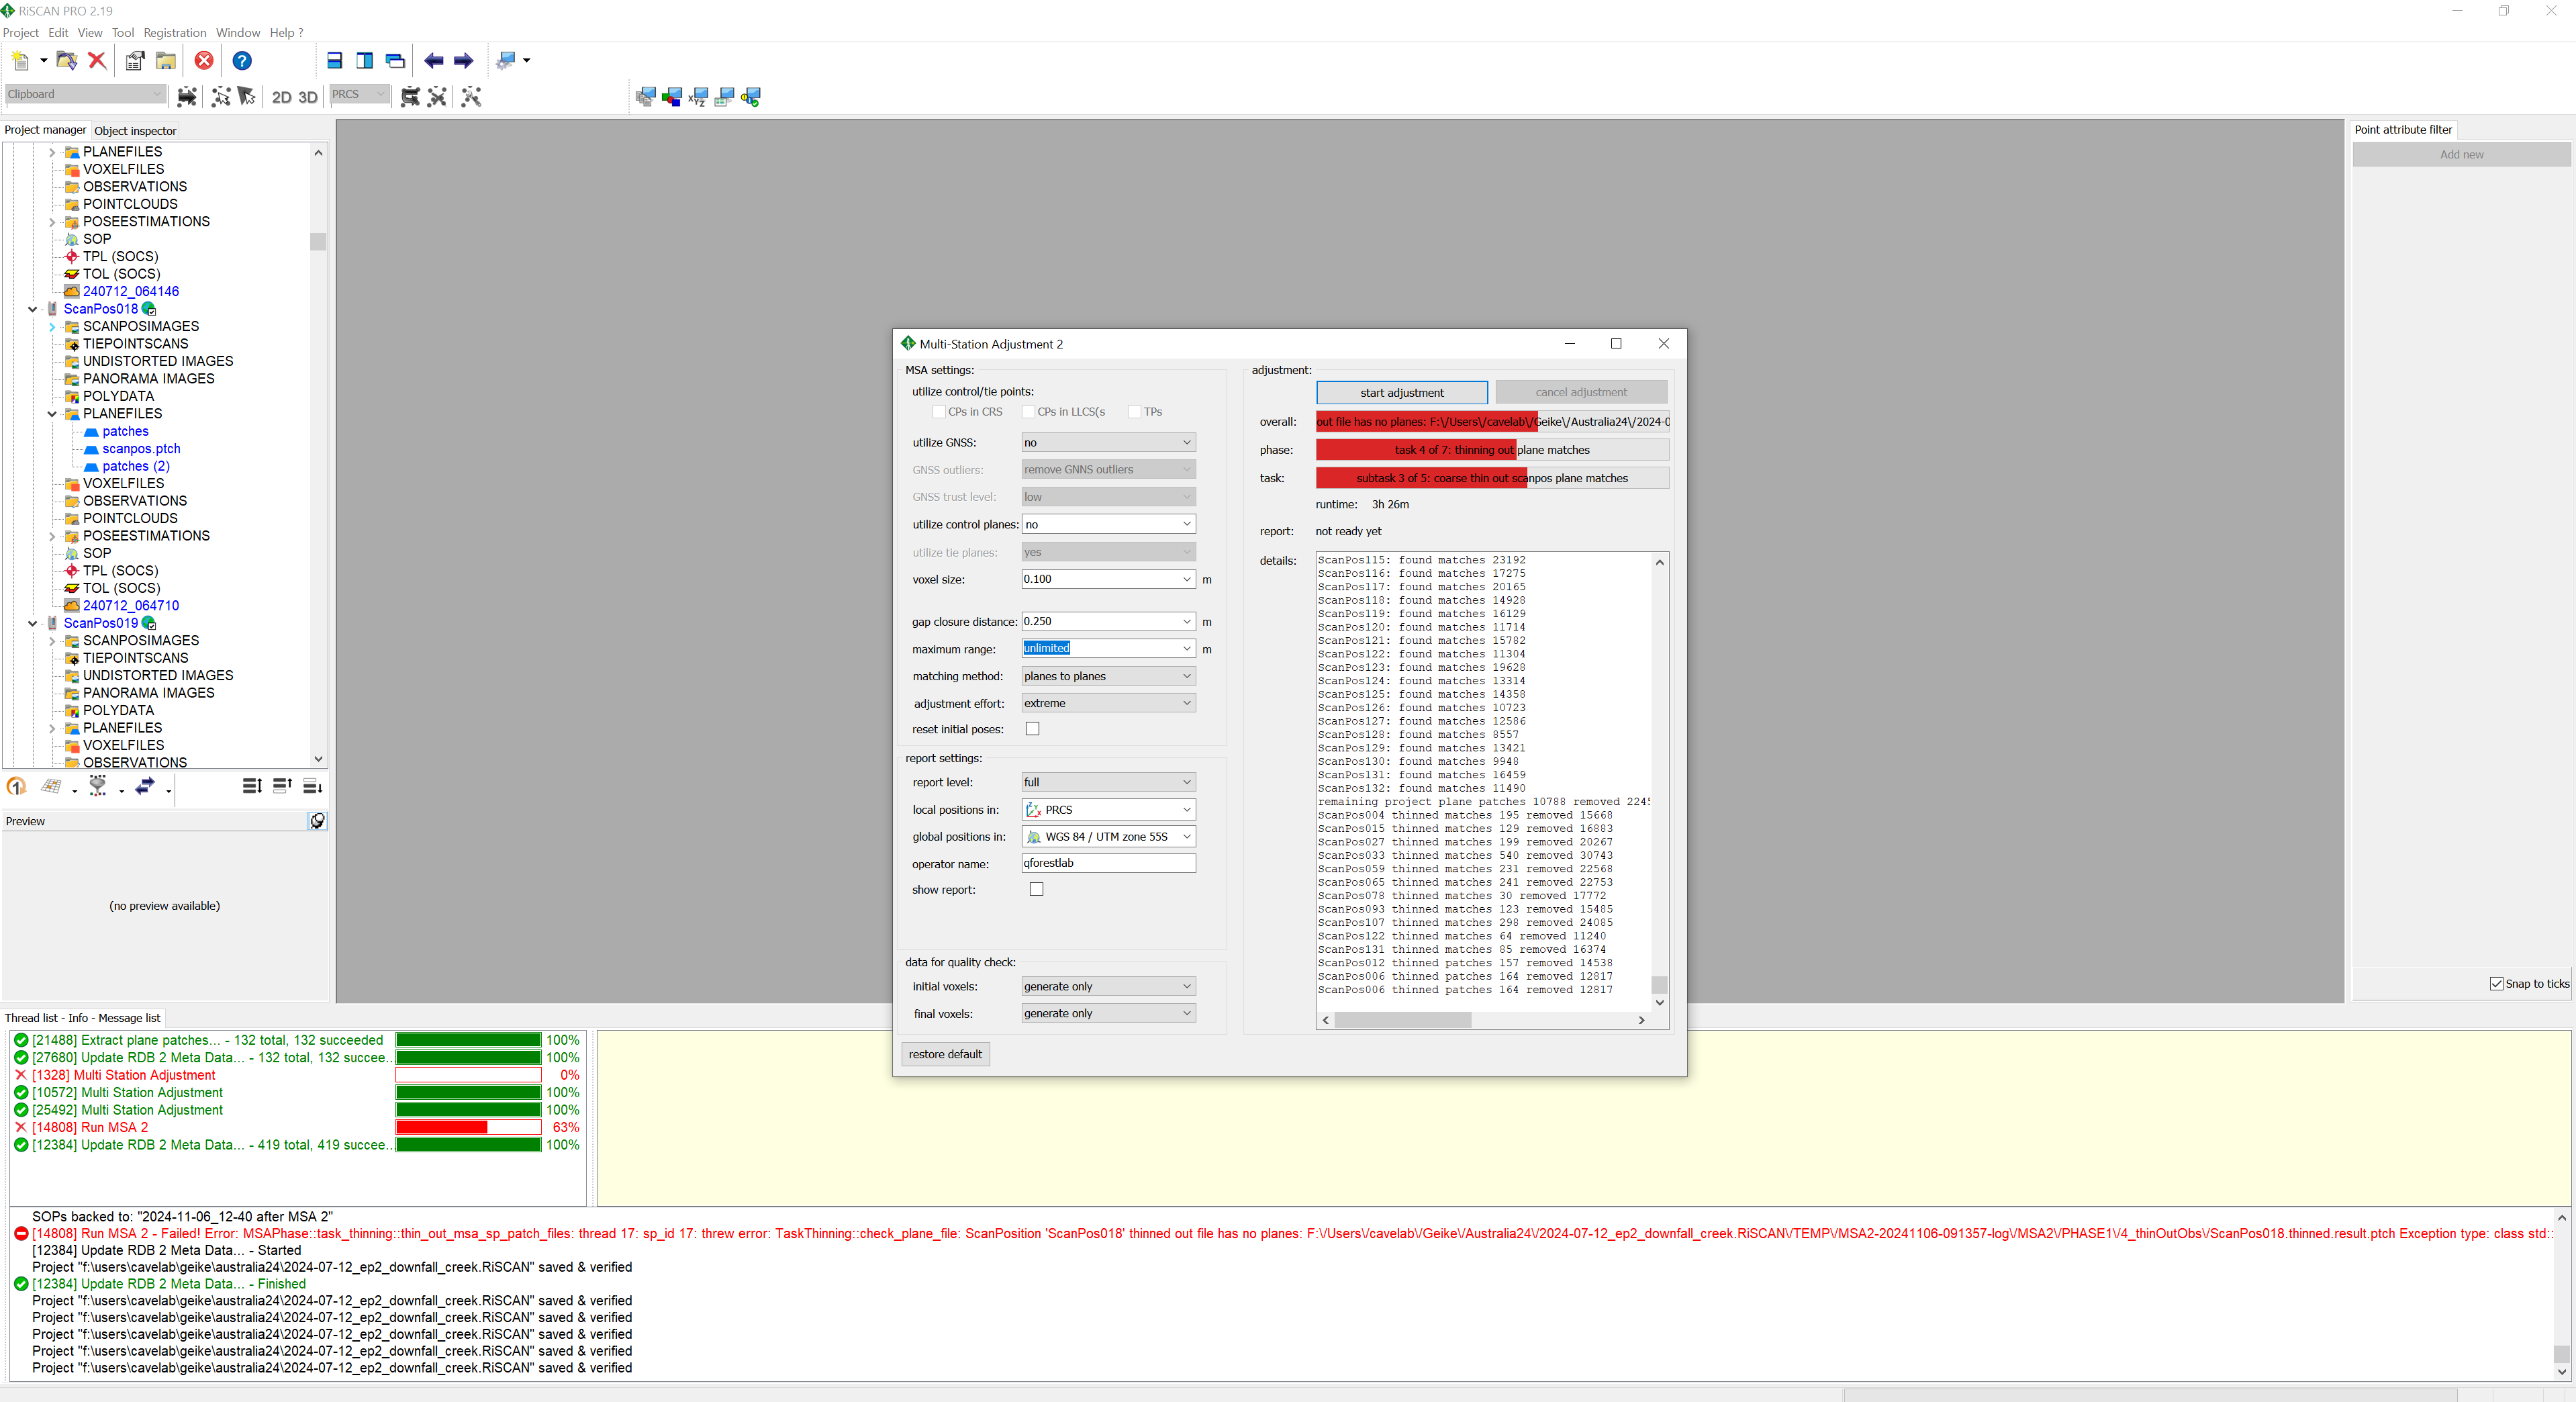 RiSCAN PRO 2.19
Project Edit View Tool Registration Window Help ?
Clipboard
2D 3D
PRCS
XYZ
Project manager
Object inspector
PLANEFILES
VOXELFILES
OBSERVATIONS
POINTCLOUDS
POSEESTIMATIONS
SOP
TPL (SOCS)
TOL (SOCS)
240712_064146
ScanPos018
SCANPOSIMAGES
TIEPOINTSCANS
UNDISTORTED IMAGES
PANORAMA IMAGES
POLYDATA
PLANEFILES
patches
scanpos.ptch
patches (2)
VOXELFILES
OBSERVATIONS
POINTCLOUDS
POSEESTIMATIONS
SOP
TPL (SOCS)
TOL (SOCS)
240712_064710
ScanPos019
SCANPOSIMAGES
TIEPOINTSCANS
UNDISTORTED IMAGES
PANORAMA IMAGES
POLYDATA
PLANEFILES
VOXELFILES
OBSERVATIONS
Preview
(no preview available)
Point attribute filter
Add new
Snap to ticks
Multi-Station Adjustment 2
MSA settings:
utilize control/tie points:
CPs in CRS CPs in LLCS(s TPs
utilize GNSS: no
GNSS outliers: remove GNNS outliers
GNSS trust level: low
utilize control planes: no
utilize tie planes: yes
voxel size: 0.100 m
gap closure distance: 0.250 m
maximum range: unlimited m
matching method: planes to planes
adjustment effort: extreme
reset initial poses:
report settings:
report level: full
local positions in: PRCS
global positions in: WGS 84 / UTM zone 55S
operator name: qforestlab
show report:
data for quality check:
initial voxels: generate only
final voxels: generate only
restore default
adjustment:
start adjustment
cancel adjustment
overall: out file has no planes: F:\/Users\/cavelab\/Geike\/Australia24\/2024-0
phase: task 4 of 7: thinning out plane matches
task: subtask 3 of 5: coarse thin out scanpos plane matches
runtime: 3h 26m
report: not ready yet
details:
ScanPos115: found matches 23192
ScanPos116: found matches 17275
ScanPos117: found matches 20165
ScanPos118: found matches 14928
ScanPos119: found matches 16129
ScanPos120: found matches 11714
ScanPos121: found matches 15782
ScanPos122: found matches 11304
ScanPos123: found matches 19628
ScanPos124: found matches 13314
ScanPos125: found matches 14358
ScanPos126: found matches 10723
ScanPos127: found matches 12586
ScanPos128: found matches 8557
ScanPos129: found matches 13421
ScanPos130: found matches 9948
ScanPos131: found matches 16459
ScanPos132: found matches 11490
remaining project plane patches 10788 removed 2245
ScanPos004 thinned matches 195 removed 15668
ScanPos015 thinned matches 129 removed 16883
ScanPos027 thinned matches 199 removed 20267
ScanPos033 thinned matches 540 removed 30743
ScanPos059 thinned matches 231 removed 22568
ScanPos065 thinned matches 241 removed 22753
ScanPos078 thinned matches 30 removed 17772
ScanPos093 thinned matches 123 removed 15485
ScanPos107 thinned matches 298 removed 24085
ScanPos122 thinned matches 64 removed 11240
ScanPos131 thinned matches 85 removed 16374
ScanPos012 thinned patches 157 removed 14538
ScanPos006 thinned patches 164 removed 12817
ScanPos006 thinned patches 164 removed 12817
Thread list - Info - Message list
[21488] Extract plane patches... - 132 total, 132 succeeded 100%
[27680] Update RDB 2 Meta Data... - 132 total, 132 succee... 100%
[1328] Multi Station Adjustment 0%
[10572] Multi Station Adjustment 100%
[25492] Multi Station Adjustment 100%
[14808] Run MSA 2 63%
[12384] Update RDB 2 Meta Data... - 419 total, 419 succee... 100%
SOPs backed to: "2024-11-06_12-40 after MSA 2"
[14808] Run MSA 2 - Failed! Error: MSAPhase::task_thinning::thin_out_msa_sp_patch_files: thread 17: sp_id 17: threw error: TaskThinning::check_plane_file: ScanPosition 'ScanPos018' thinned out file has no planes: F:\/Users\/cavelab\/Geike\/Australia24\/2024-07-12_ep2_downfall_creek.RiSCAN\/TEMP\/MSA2-20241106-091357-log\/MSA2\/PHASE1\/4_thinOutObs\/ScanPos018.thinned.result.ptch Exception type: class std::
[12384] Update RDB 2 Meta Data... - Started
Project "f:\users\cavelab\geike\australia24\2024-07-12_ep2_downfall_creek.RiSCAN" saved & verified
[12384] Update RDB 2 Meta Data... - Finished
Project "f:\users\cavelab\geike\australia24\2024-07-12_ep2_downfall_creek.RiSCAN" saved & verified
Project "f:\users\cavelab\geike\australia24\2024-07-12_ep2_downfall_creek.RiSCAN" saved & verified
Project "f:\users\cavelab\geike\australia24\2024-07-12_ep2_downfall_creek.RiSCAN" saved & verified
Project "f:\users\cavelab\geike\australia24\2024-07-12_ep2_downfall_creek.RiSCAN" saved & verified
Project "f:\users\cavelab\geike\australia24\2024-07-12_ep2_downfall_creek.RiSCAN" saved & verified